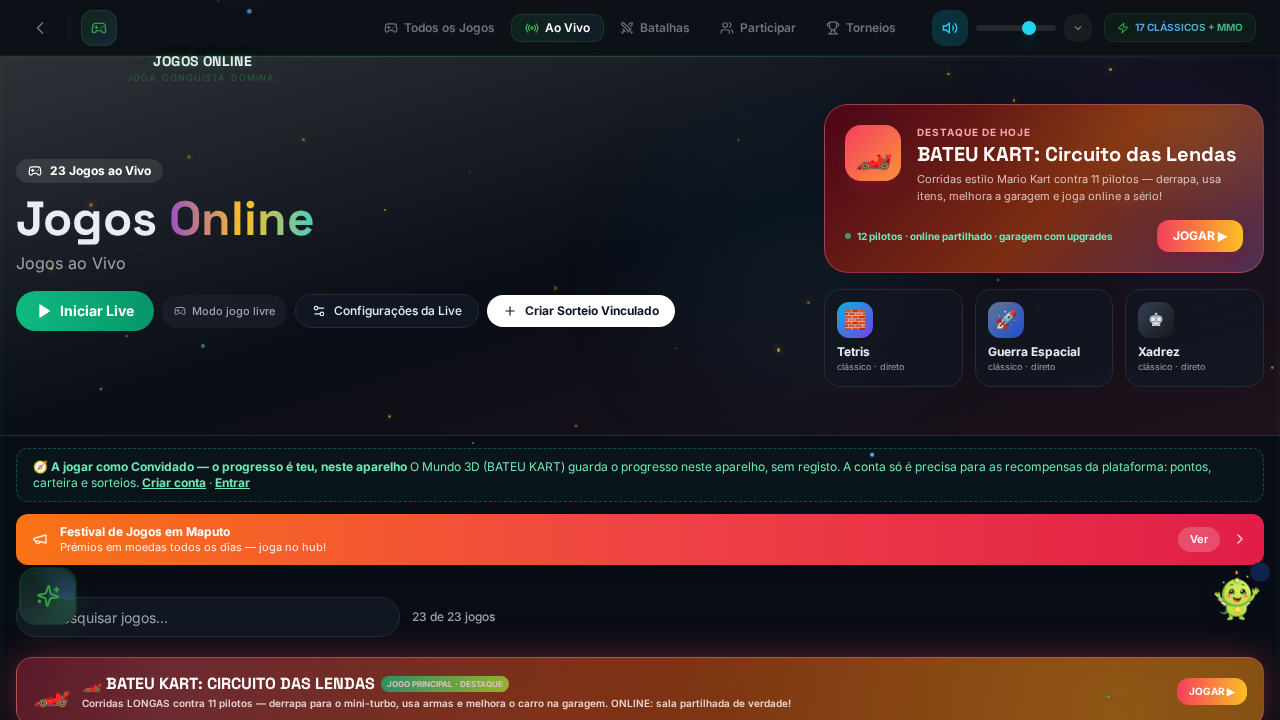 Todos os Jogos
Ao Vivo
Batalhas
Participar
Torneios
17 CLÁSSICOS + MMO
JOGOS ONLINE
JOGA. CONQUISTA. DOMINA.
23 Jogos ao Vivo
Jogos Online
Jogos ao Vivo
Iniciar Live
Modo jogo livre
Configurações da Live
Criar Sorteio Vinculado
DESTAQUE DE HOJE
BATEU KART: Circuito das Lendas
Corridas estilo Mario Kart contra 11 pilotos — derrapa, usa
itens, melhora a garagem e joga online a sério!
12 pilotos · online partilhado · garagem com upgrades
JOGAR ▶
Tetris
clássico · direto
Guerra Espacial
clássico · direto
Xadrez
clássico · direto
A jogar como Convidado — o progresso é teu, neste aparelho O Mundo 3D (BATEU KART) guarda o progresso neste aparelho, sem registo. A conta só é precisa para as recompensas da plataforma: pontos,
carteira e sorteios. Criar conta · Entrar
Festival de Jogos em Maputo
Prémios em moedas todos os dias — joga no hub!
Ver
squisar jogos...
23 de 23 jogos
BATEU KART: CIRCUITO DAS LENDAS
JOGO PRINCIPAL · DESTAQUE
Corridas LONGAS contra 11 pilotos — derrapa para o mini-turbo, usa armas e melhora o carro na garagem. ONLINE: sala partilhada de verdade!
JOGAR ▶